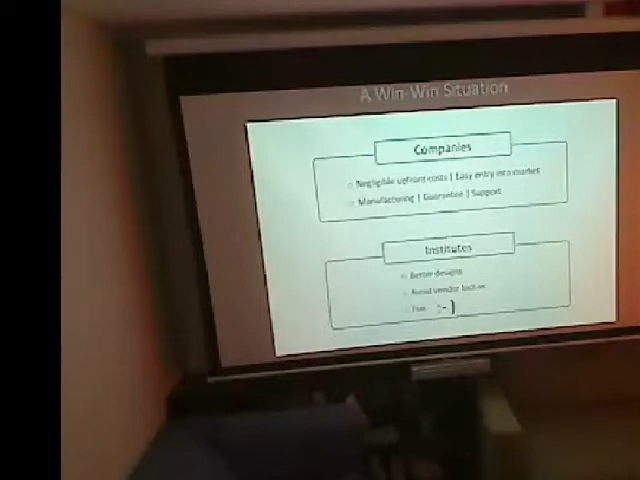 A Win-Win Situation
Companies
Negligible upfront costs | Easy entry into market
Manufacturing | Guarantee | Support
Institutes
Better designs
Avoid vendor lock-in
Fun :-)